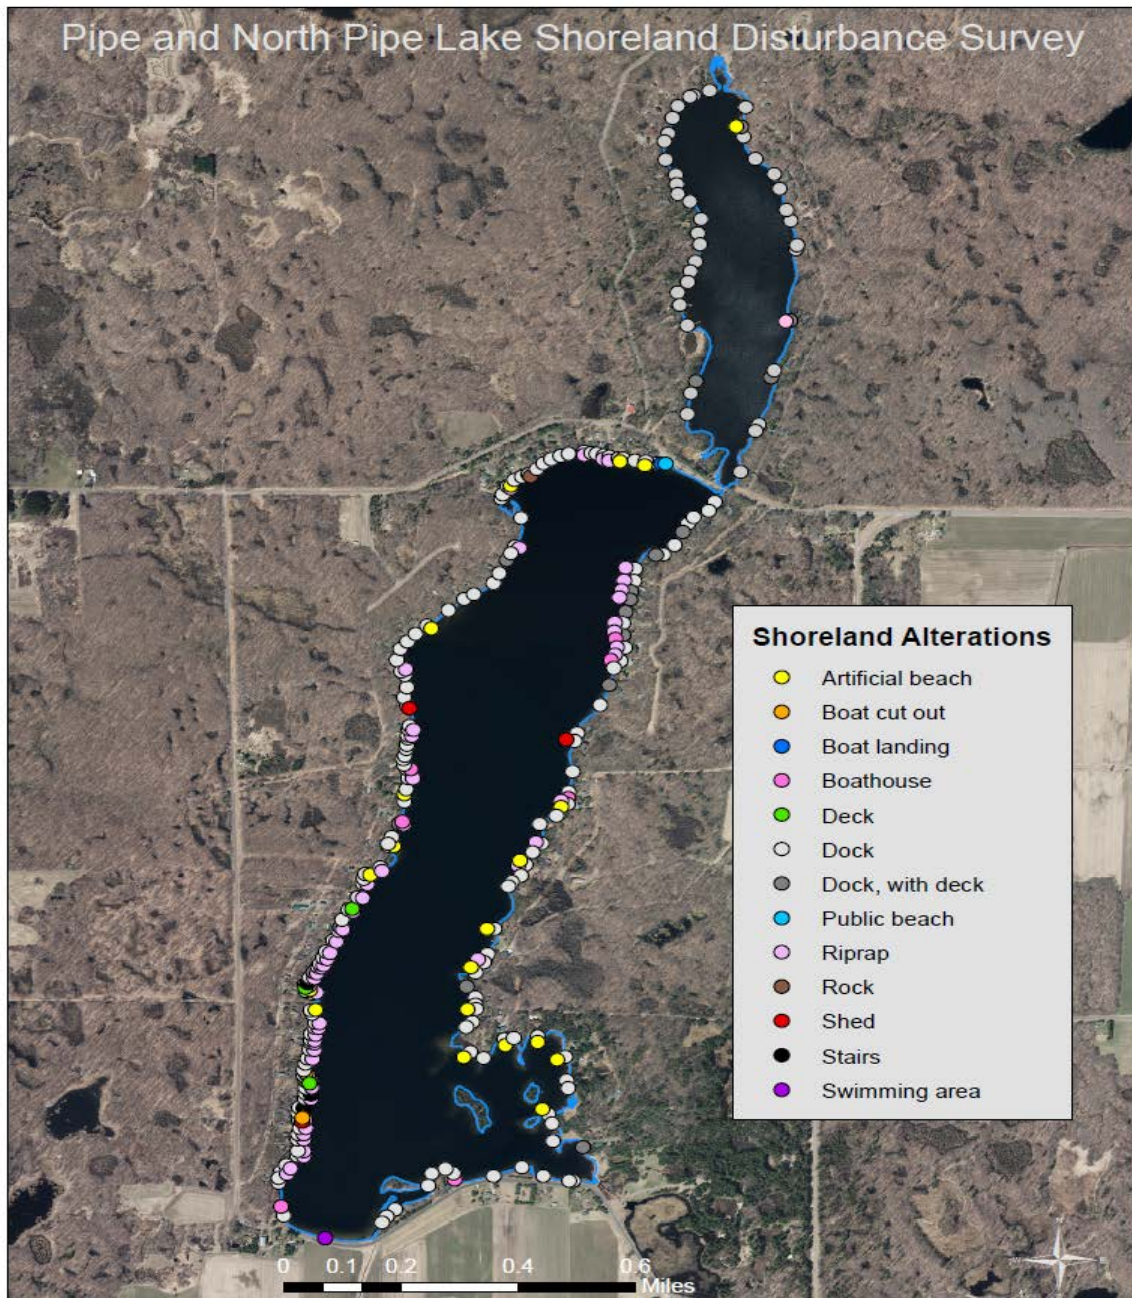 Pipe and North Pipe Lake Shoreland Disturbance Survey
Shoreland Alterations
Artificial beach
Boat cut out
Boat landing
Boathouse
Deck
Dock
Dock, with deck
Public beach
Riprap
Rock
Shed
Stairs
Swimming area
0 0.1 0.2 0.4 0.6
Miles